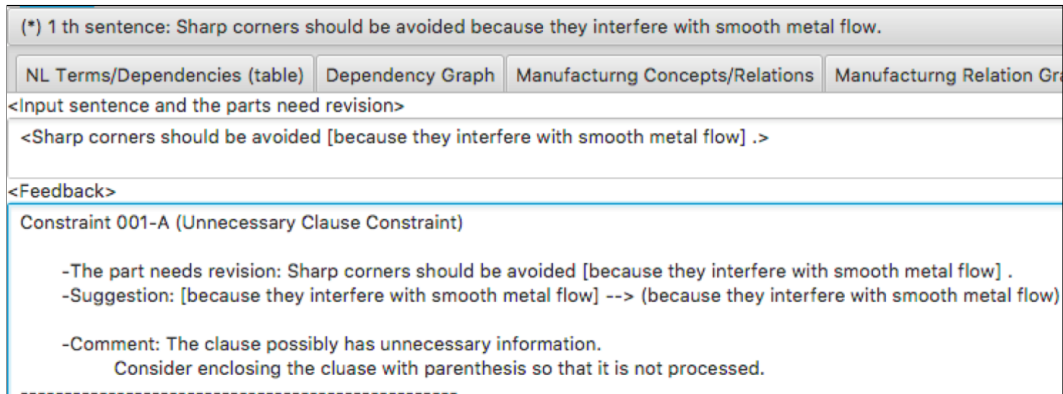 (*) 1 th sentence: Sharp corners should be avoided because they interfere with smooth metal flow.
NL Terms/Dependencies (table) Dependency Graph Manufacturng Concepts/Relations Manufacturng Relation Gra
<Input sentence and the parts need revision>
<Sharp corners should be avoided [because they interfere with smooth metal flow] .>
<Feedback>
Constraint 001-A (Unnecessary Clause Constraint)
-The part needs revision: Sharp corners should be avoided [because they interfere with smooth metal flow] .
-Suggestion: [because they interfere with smooth metal flow] --> (because they interfere with smooth metal flow)
-Comment: The clause possibly has unnecessary information.
Consider enclosing the cluase with parenthesis so that it is not processed.
--------------------------------------------------